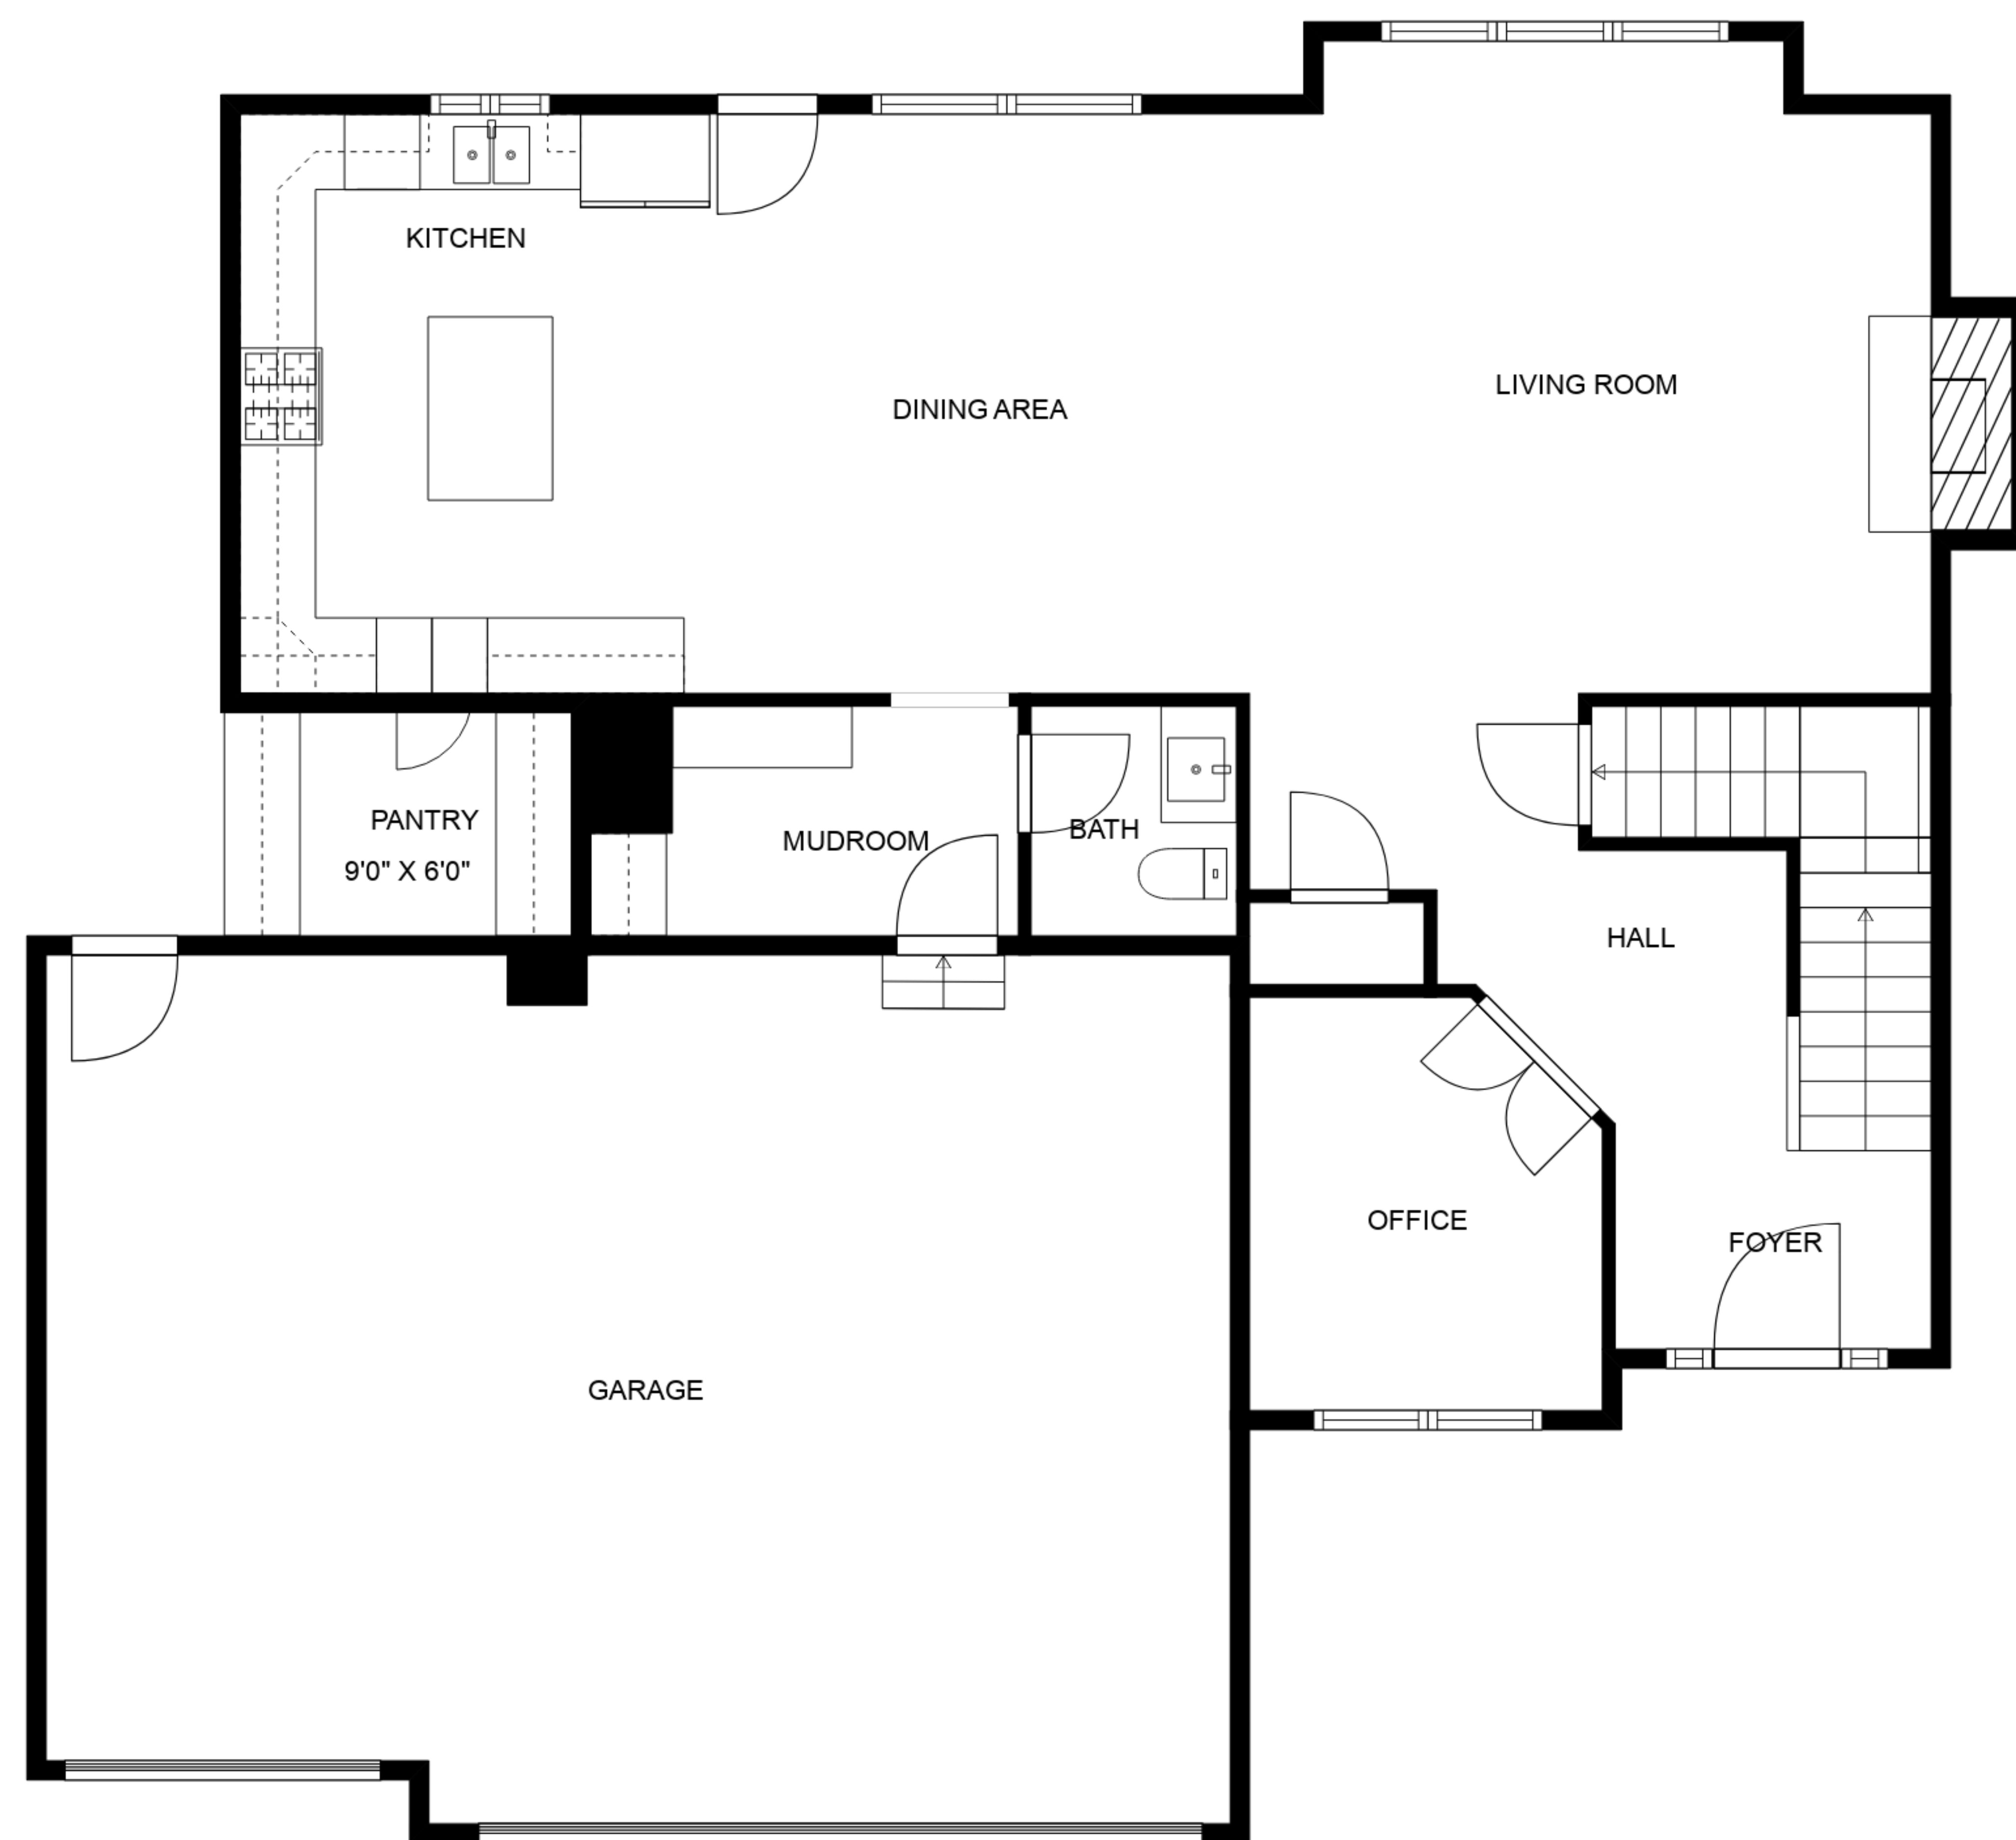 KITCHEN
LIVING ROOM
DINING AREA
PANTRY
9'0" X 6'0"
MUDROOM
BATH
HALL
OFFICE
FOYER
GARAGE